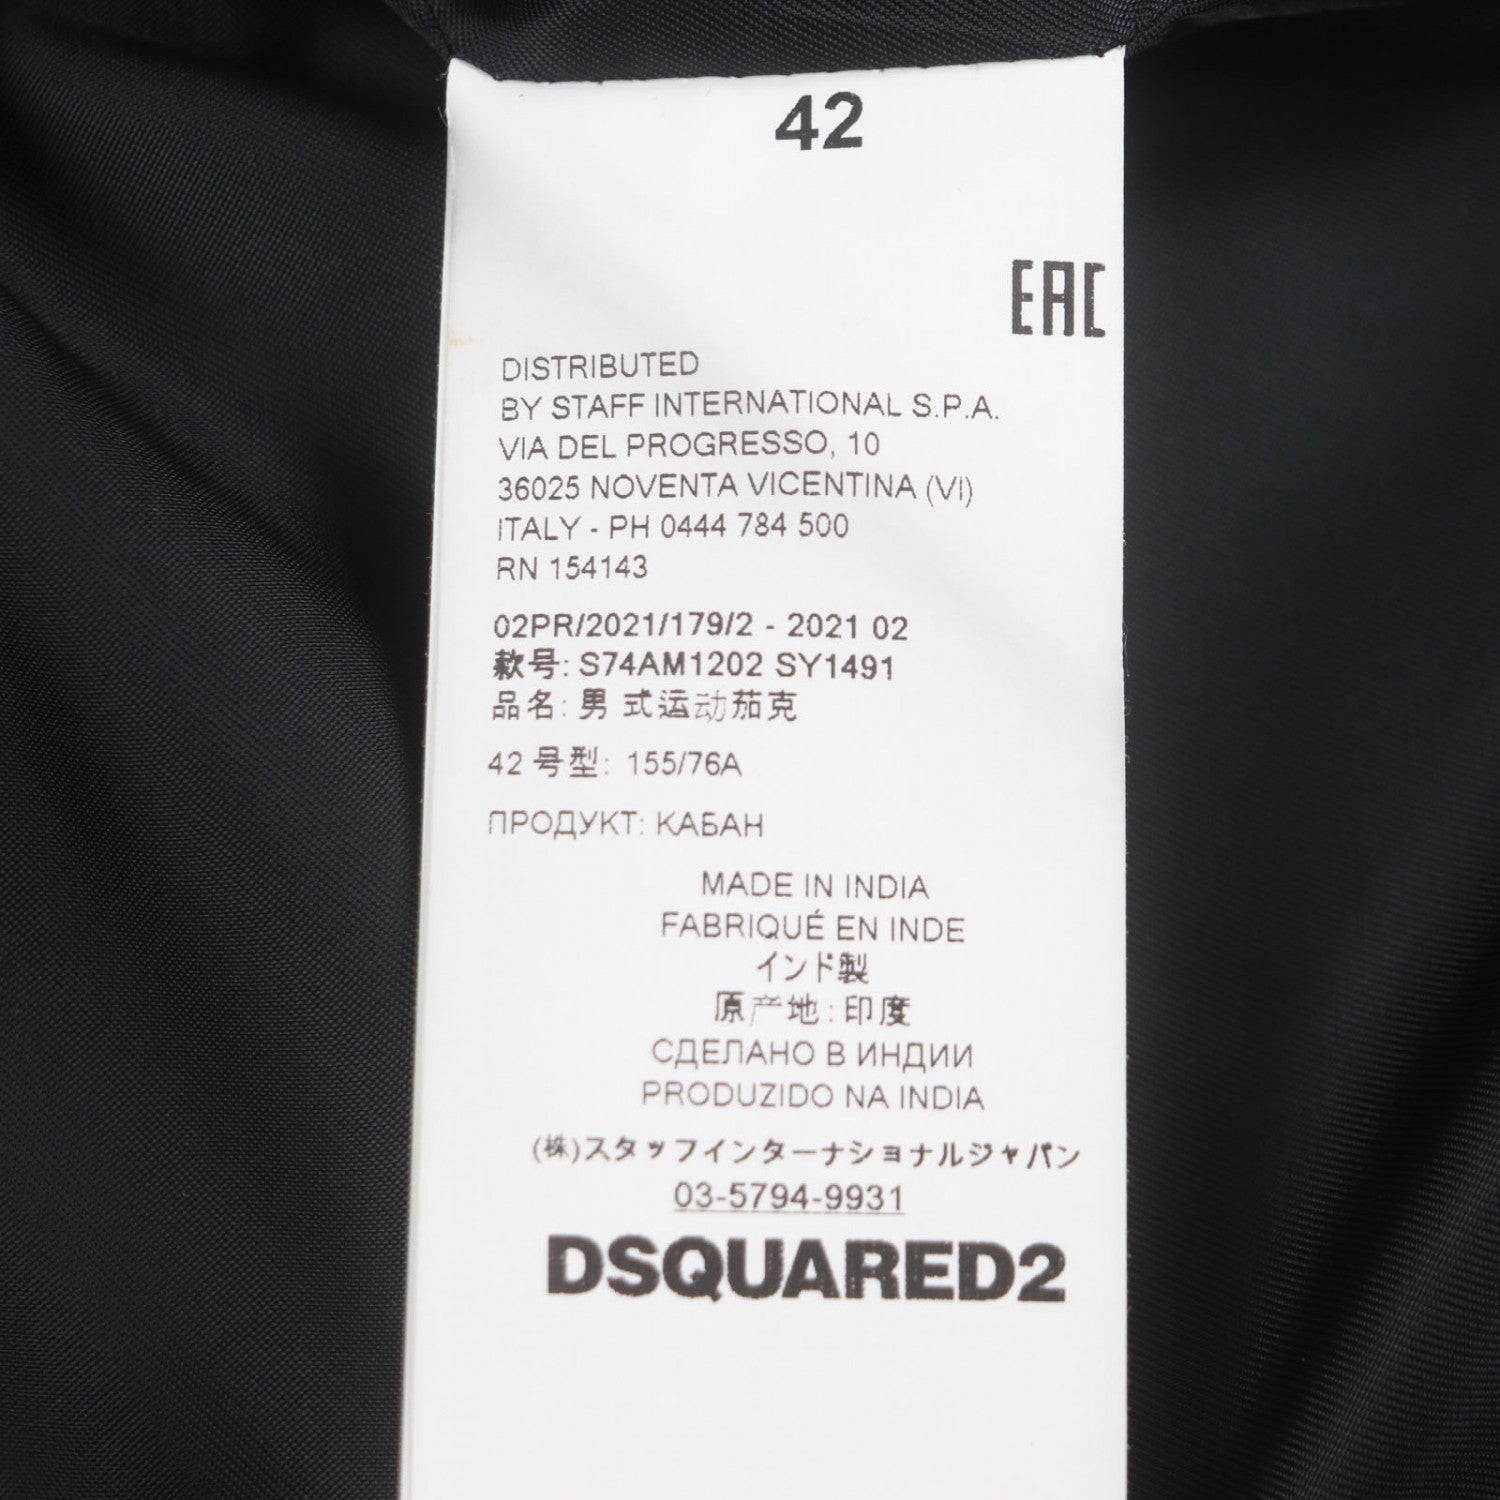 42
EAC
DISTRIBUTED
BY STAFF INTERNATIONAL S.P.A.
VIA DEL PROGRESSO, 10
36025 NOVENTA VICENTINA (VI)
ITALY - PH 0444 784 500
RN 154143
02PR/2021/179/2 - 2021 02
款号: S74AM1202 SY1491
品名: 男 式运动茄克
42 号型: 155/76A
ПРОДУКТ: КАБАН
MADE IN INDIA
FABRIQUÉ EN INDE
インド製
原产地: 印度
СДЕЛАНО В ИНДИИ
PRODUZIDO NA INDIA
(株)スタッフインターナショナルジャパン
03-5794-9931
DSQUARED2